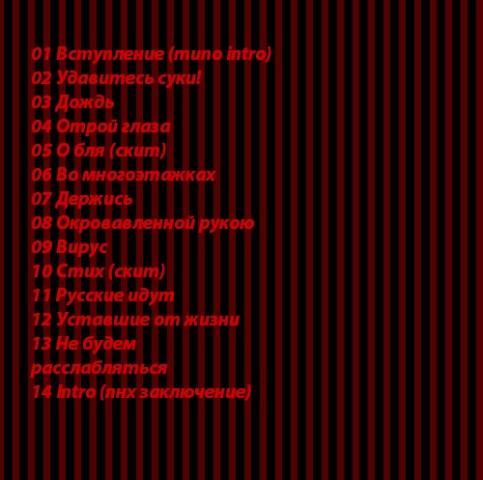 01 Вступление (типо intro)
02 Удавитесь суки!
03 Дождь
04 Отрой глаза
05 О бля (скит)
06 Во многоэтажках
07 Держись
08 Окровавленной рукою
09 Вирус
10 Стих (скит)
11 Русские идут
12 Уставшие от жизни
13 Не будем
расслабляться
14 Intro (пнх заключение)